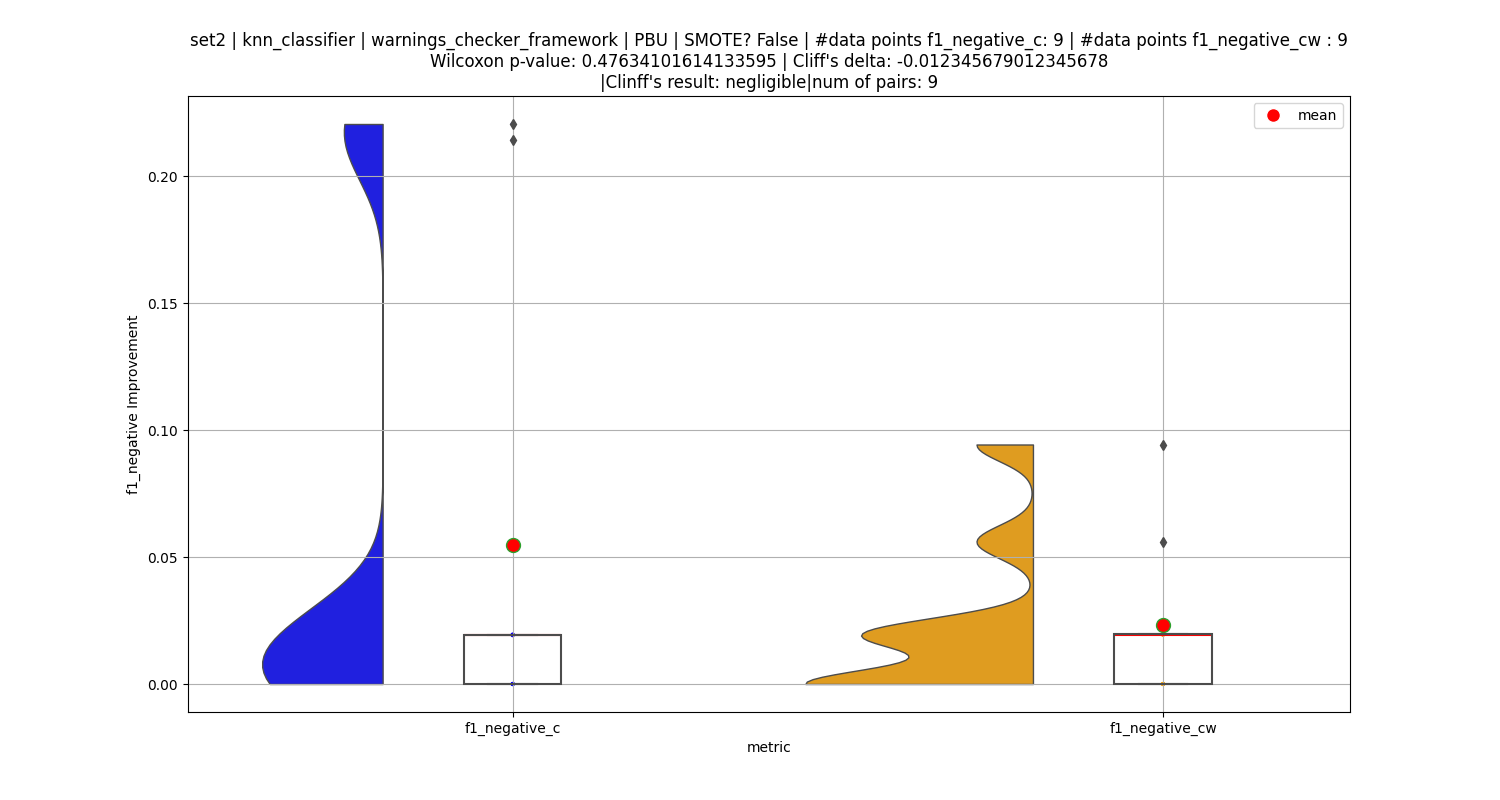 set2 | knn_classifier | warnings_checker_framework | PBU | SMOTE? False | #data points f1_negative_c: 9 | #data points f1_negative_cw : 9
Wilcoxon p-value: 0.47634101614133595 | Cliff's delta: -0.012345679012345678
|Clinff's result: negligible|num of pairs: 9
mean
0.20
0.15
0.10
0.05
0.00
f1_negative Improvement
f1_negative_c
f1_negative_cw
metric